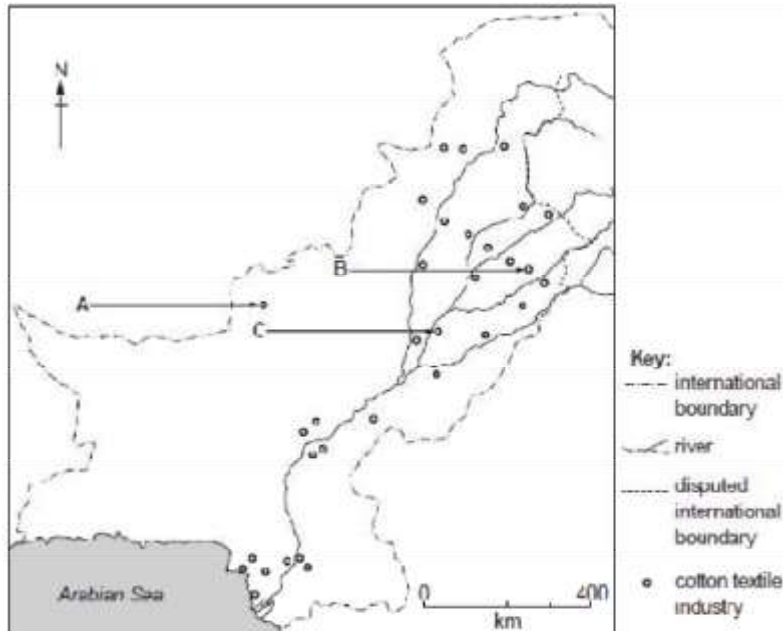 N
A
B
C
Arabian Sea
0 400
km
Key:
international
boundary
river
disputed
international
boundary
cotton textile
industry